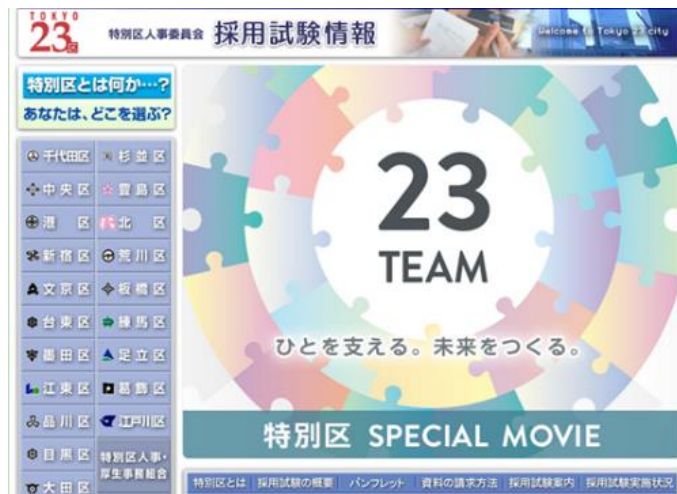 TOKYO
23区
特別区人事委員会 採用試験情報
Welcome to Tokyo 23 city
特別区とは何か…?
あなたは、どこを選ぶ?
千代田区 杉並区
中央区 豊島区
港区 北区
新宿区 荒川区
文京区 板橋区
台東区 練馬区
墨田区 足立区
江東区 葛飾区
品川区 江戸川区
目黒区 特別区人事・
厚生事務組合
大田区
23
TEAM
ひとを支える。未来をつくる。
特別区 SPECIAL MOVIE
特別区とは 採用試験の概要 パンフレット 資料の請求方法 採用試験案内 採用試験実施状況